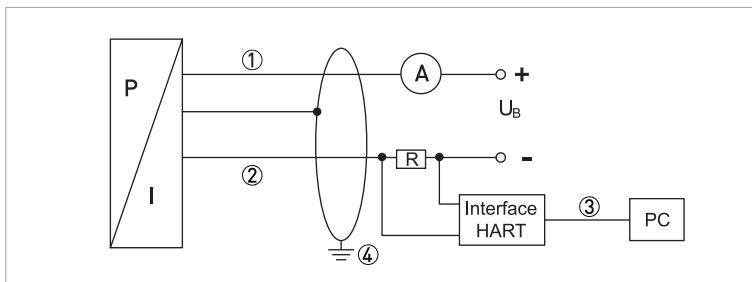 ①
A
+
P
U_B
②
R
-
I
Interface
HART
③
PC
④